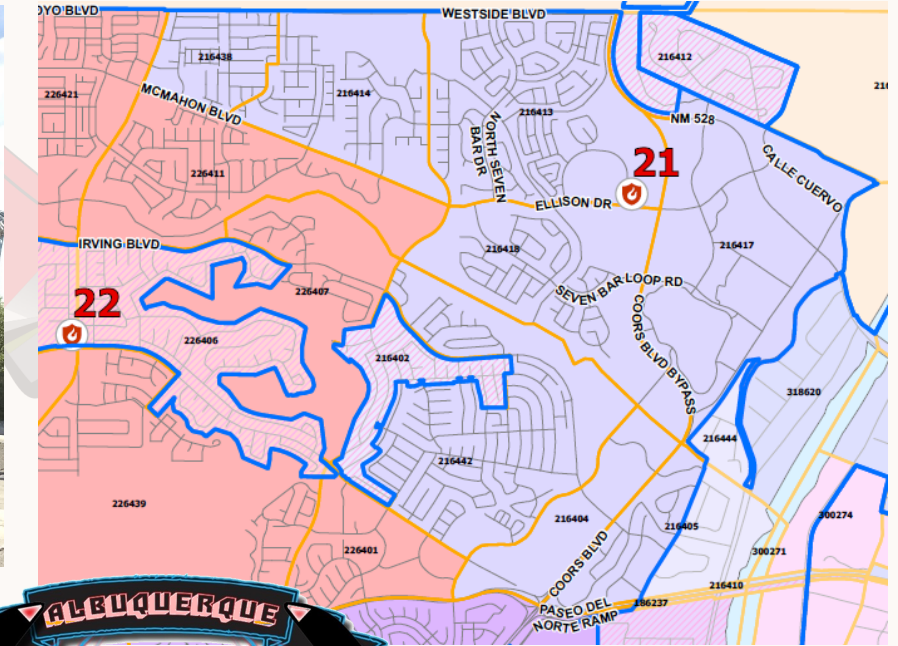 OYO BLVD
WESTSIDE BLVD
216438
216412
226421
216414
216413
MCMAHON BLVD
NM 528
NORTH SEVEN
BAR DR
21
CALLE CUERVO
226411
ELLISON DR
IRVING BLVD
216418
216417
226407
SEVEN BAR LOOP RD
22
226406
COORS BLVD BYPASS
216402
318620
216444
216442
226439
216404
216405
300274
226401
COORS BLVD
300271
216410
PASEO DEL
NORTE RAMP
186237
ALBUQUERQUE